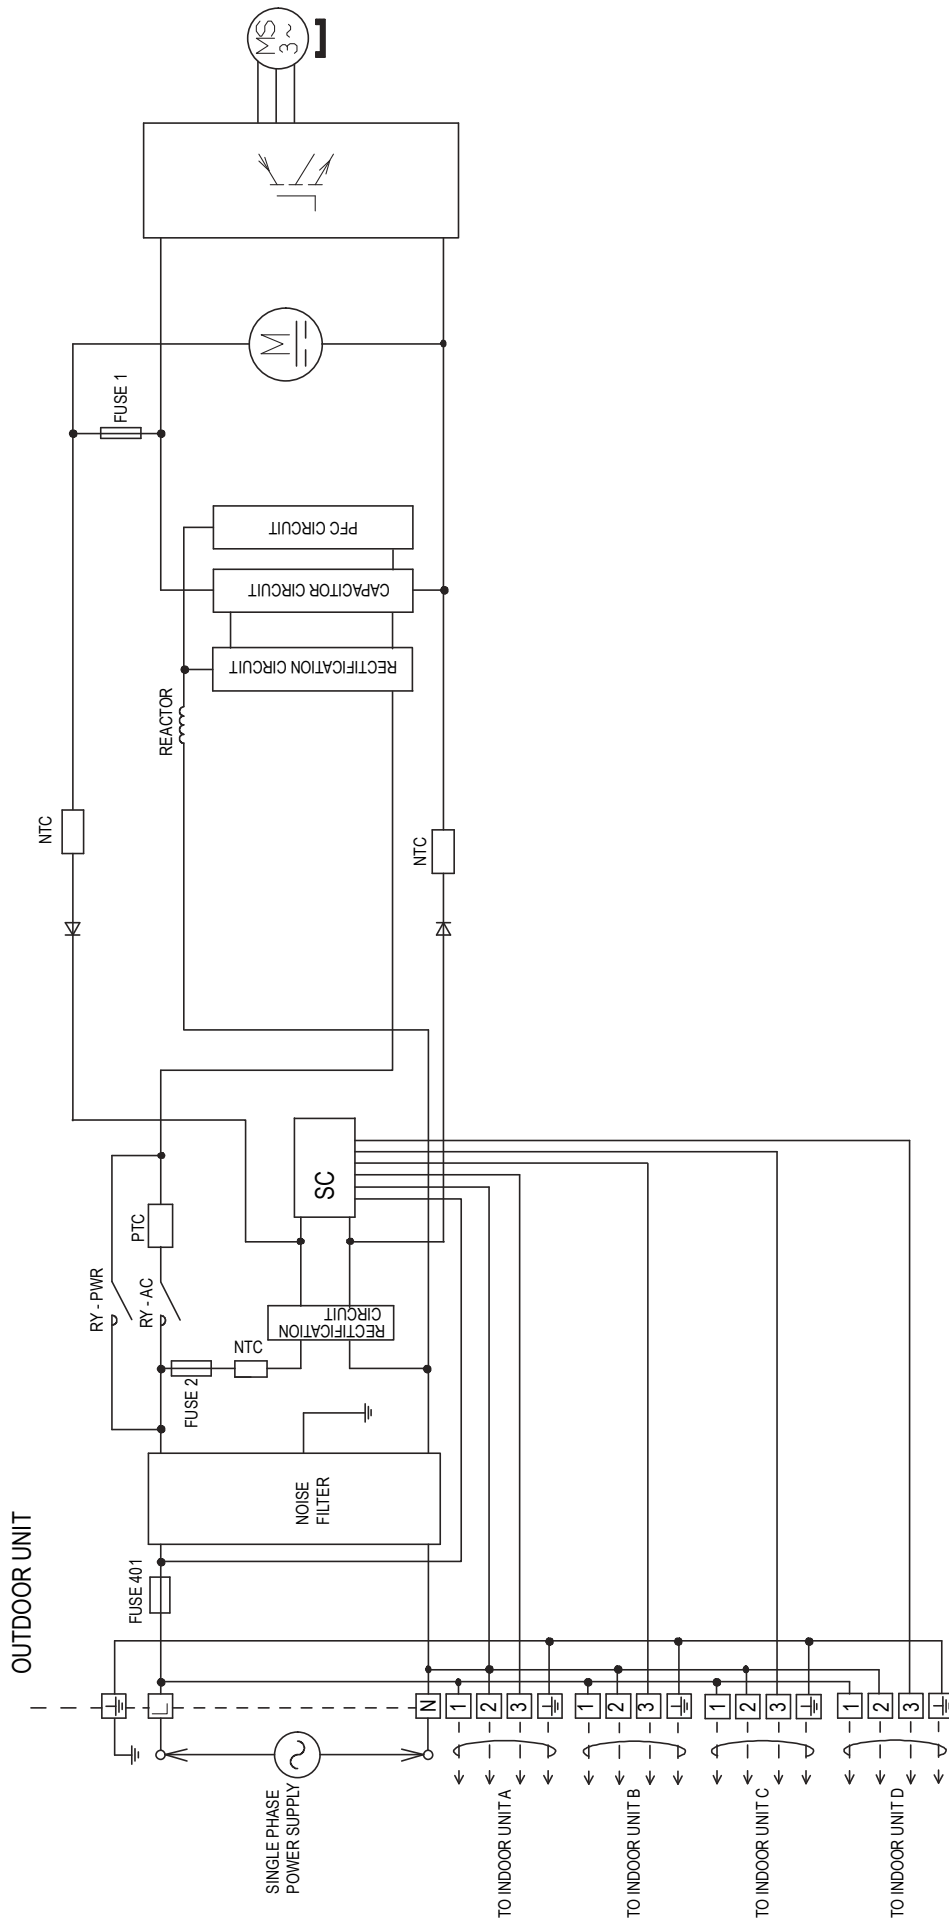 OUTDOOR UNIT
SINGLE PHASE
POWER SUPPLY
L
N
1
2
3
TO INDOOR UNIT A
1
2
3
TO INDOOR UNIT B
1
2
3
TO INDOOR UNIT C
1
2
3
TO INDOOR UNIT D
FUSE 401
NOISE
FILTER
FUSE 2
NTC
RY - PWR
RY - AC
PTC
RECTIFICATION
CIRCUIT
SC
NTC
NTC
REACTOR
RECTIFICATION CIRCUIT
CAPACITOR CIRCUIT
PFC CIRCUIT
FUSE 1
M
MS
3 ~